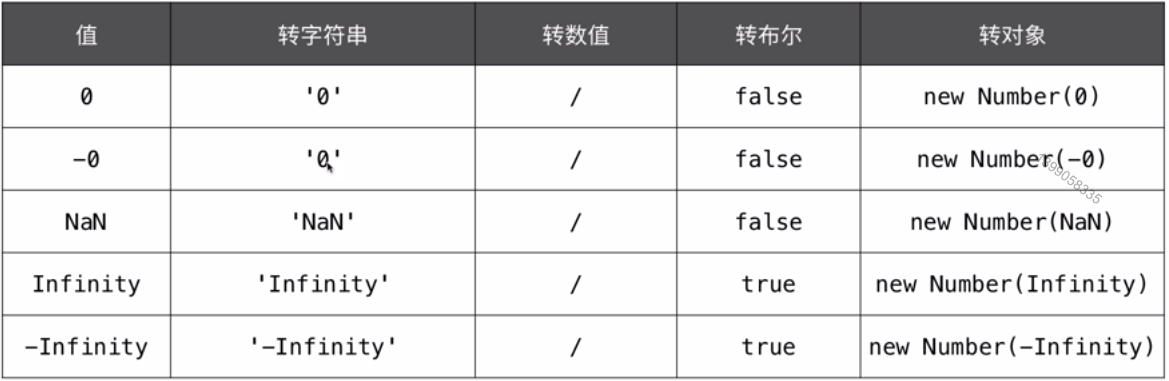 值 转字符串 转数值 转布尔 转对象
0 '0' / false new Number(0)
-0 '0' / false new Number(-0)
NaN 'NaN' / false new Number(NaN)
Infinity 'Infinity' / true new Number(Infinity)
-Infinity '-Infinity' / true new Number(-Infinity)